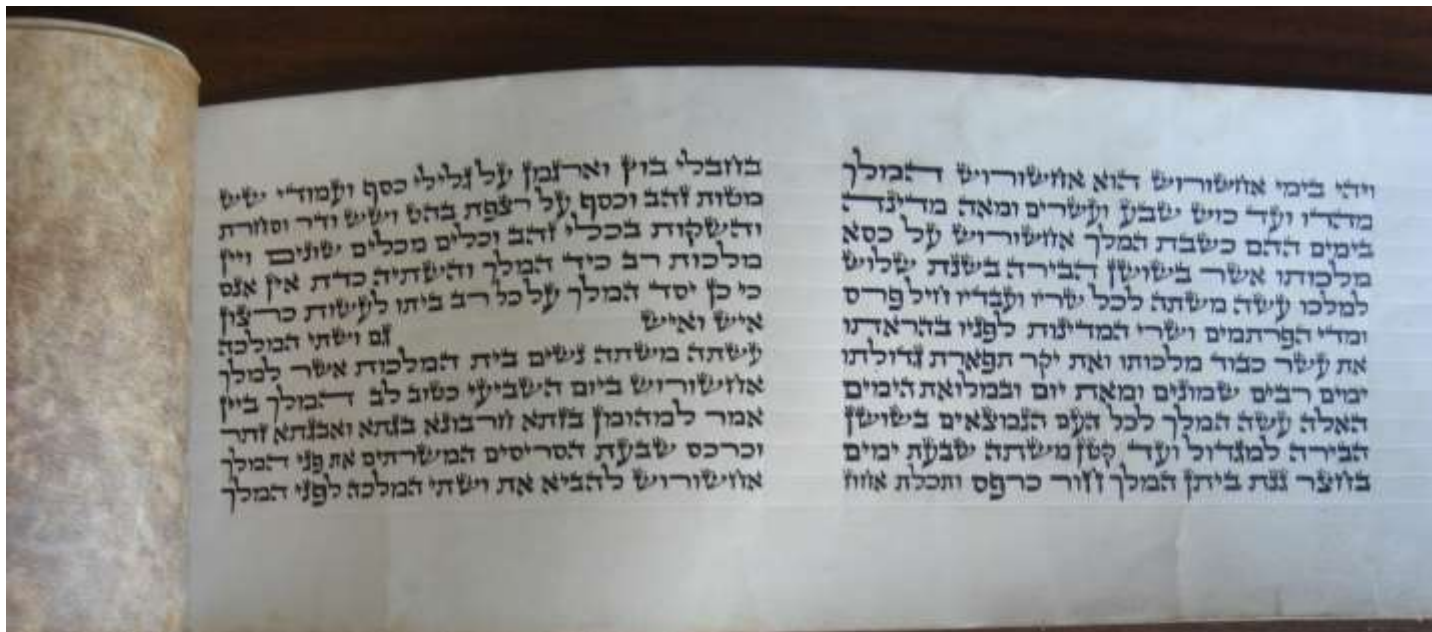 ויהי בימי אחשורוש הוא אחשורוש המולך
מהדו ועד כוש שבע ועשרים ומאה מדינה
בימים ההם כשבת המלך אחשורוש על כסא
מלכותו אשר בשושן הבירה בשנת שלוש
למלכו עשה משתה לכל שריו ועבדיו חיל פרס
ומדי הפרתמים ושרי המדינות לפניו בהראתו
את עשר כבוד מלכותו ואת יקר תפארת גדולתו
ימים רבים שמונים ומאת יום ובמלואת הימים
האלה עשה המלך לכל העם הנמצאים בשושן
הבירה למגדול ועד קטן משתה שבעת ימים
בחצר גנת ביתן המלך חור כרפס ותכלת אחוז
בחבלי בוץ וארגמן על גלילי כסף ועמודי שש
מטות זהב וכסף על רצפת בהט ושש ודר וסחרת
והשקות בכלי זהב וכלים מכלים שונים ויין
מלכות רב כיד המלך והשתיה כדת אין אנס
כי כן יסד המלך על כל רב ביתו לעשות כרצון
איש ואיש גם ושתי המלכה
עשתה משתה נשים בית המלכות אשר למלך
אחשורוש ביום השביעי כטוב לב המלך ביין
אמר למהומן בזתא חרבונא בגתא ואבגתא זתר
וכרכס שבעת הסריסים המשרתים את פני המלך
אחשורוש להביא את ושתי המלכה לפני המלך